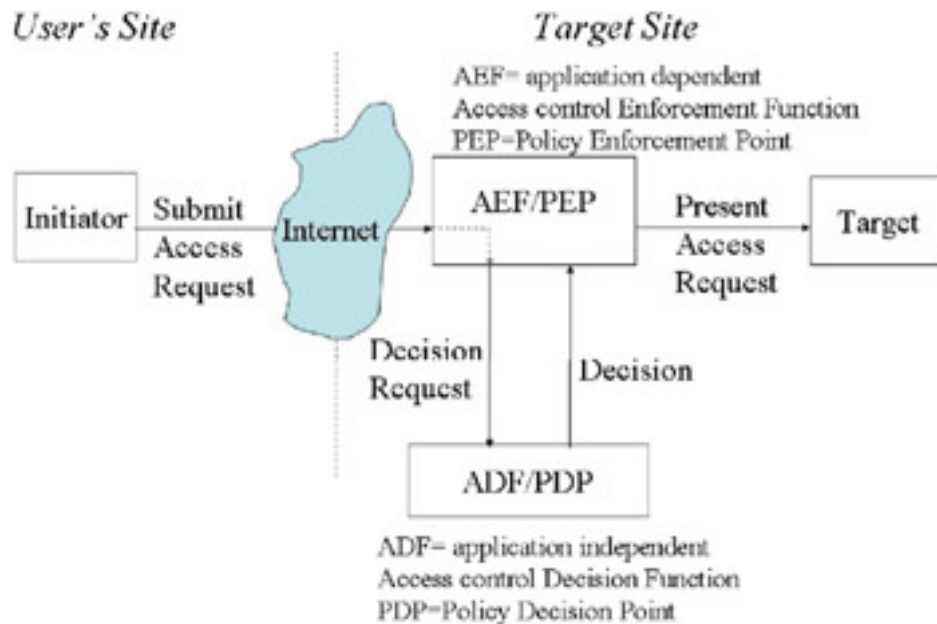 User's Site
Target Site
AEF= application dependent
Access control Enforcement Function
PEP=Policy Enforcement Point
Initiator
Submit
Access
Request
Internet
AEF/PEP
Present
Access
Request
Target
Decision
Request
Decision
ADF/PDP
ADF= application independent
Access control Decision Function
PDP=Policy Decision Point